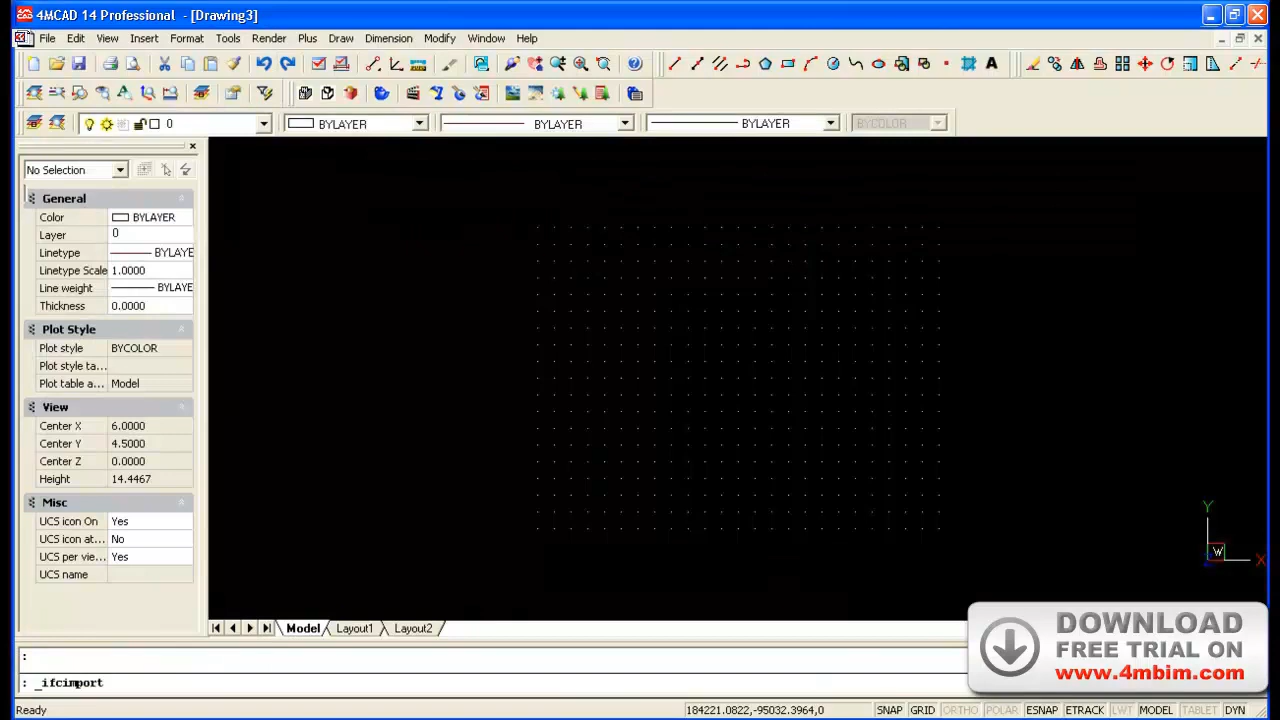 4MCAD 14 Professional - [Drawing3]
File Edit View Insert Format Tools Render Plus Draw Dimension Modify Window Help
0 BYLAYER BYLAYER BYLAYER BYCOLOR
No Selection
General
Color BYLAYER
Layer 0
Linetype BYLAYE
Linetype Scale 1.0000
Line weight BYLAYE
Thickness 0.0000
Plot Style
Plot style BYCOLOR
Plot style ta...
Plot table a... Model
View
Center X 6.0000
Center Y 4.5000
Center Z 0.0000
Height 14.4467
Misc
UCS icon On Yes
UCS icon at... No
UCS per vie... Yes
UCS name
Y
W
X
Model Layout1 Layout2
:
: _ifcimport
DOWNLOAD
FREE TRIAL ON
www.4mbim.com
Ready 184221.0822,-95032.3964,0 SNAP GRID ORTHO POLAR ESNAP ETRACK LWT MODEL TABLET DYN